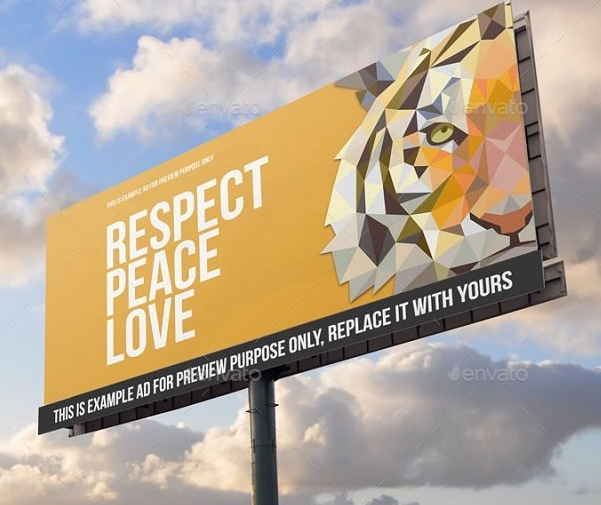 THIS IS EXAMPLE AD FOR PREVIEW PURPOSE ONLY
RESPECT
PEACE
LOVE
THIS IS EXAMPLE AD FOR PREVIEW PURPOSE ONLY, REPLACE IT WITH YOURS
envato
envato
envato
envato